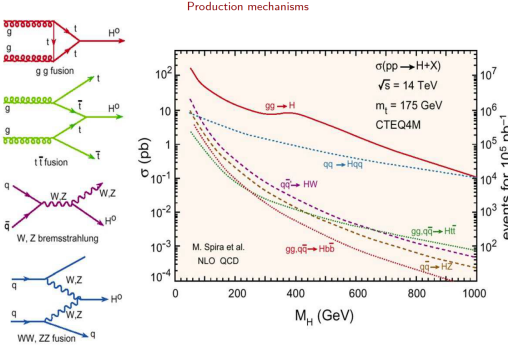 Production mechanisms
g
t
t
H⁰
g
t
g g fusion
g
t
t̄
H⁰
t
g
t̄
t t̄ fusion
q
W,Z
W,Z
q̄
H⁰
W, Z bremsstrahlung
q
W,Z
H⁰
W,Z
q
q
WW, ZZ fusion
σ(pp→H+X)
√s = 14 TeV
mₜ = 175 GeV
CTEQ4M
gg→H
qq→Hqq
qq̄→HW
gg,qq̄→Htt̄
gg,qq̄→Hbb̄
qq̄→HZ
M. Spira et al.
NLO QCD
σ (pb)
10²
10
1
10⁻¹
10⁻²
10⁻³
10⁻⁴
0 200 400 600 800 1000
M_H (GeV)
10⁷
10⁶
10⁵
10⁴
10³
10²
events for 10⁵ pb⁻¹